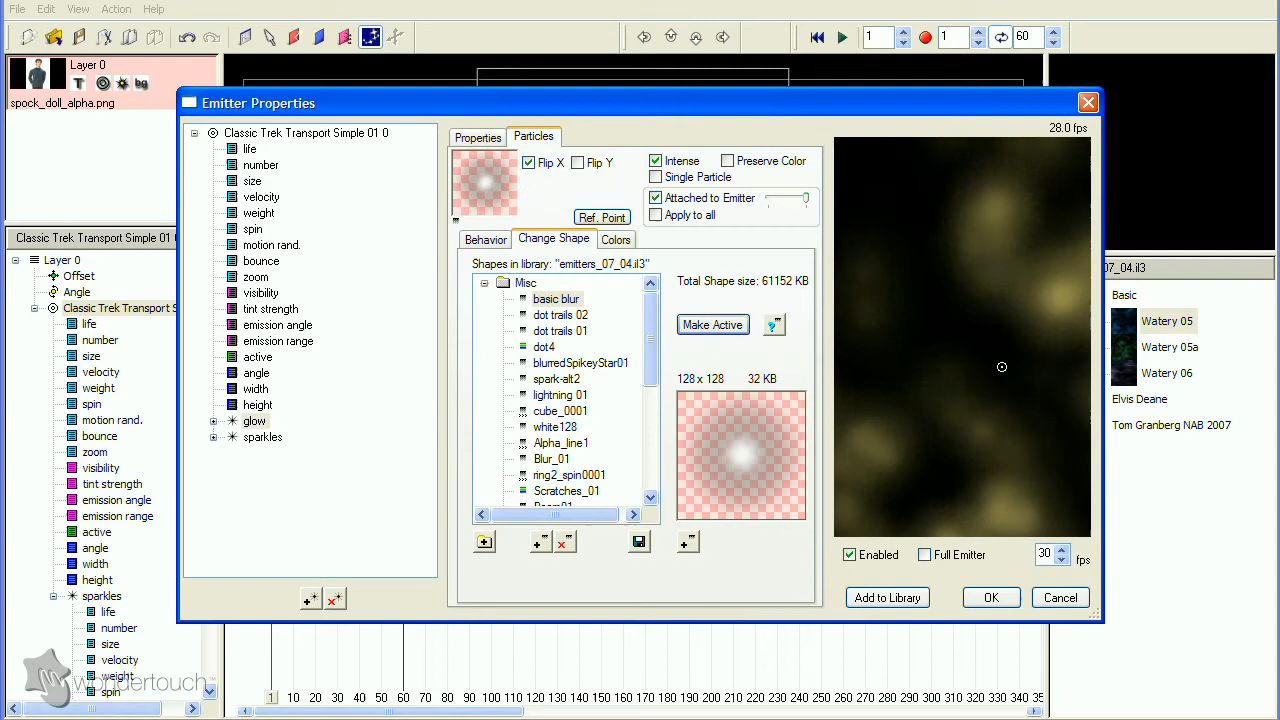 File Edit View Action Help
1 1 60
Layer 0
T bg
spock_doll_alpha.png
Emitter Properties
Classic Trek Transport Simple 01 0
life
number
size
velocity
weight
spin
motion rand.
bounce
zoom
visibility
tint strength
emission angle
emission range
active
angle
width
height
glow
sparkles
Properties Particles
Flip X Flip Y
Intense Preserve Color
Single Particle
Attached to Emitter
Apply to all
Ref. Point
Behavior Change Shape Colors
Shapes in library: "emitters_07_04.il3"
Misc
basic blur
dot trails 02
dot trails 01
dot4
blurredSpikeyStar01
spark-alt2
lightning 01
cube_0001
white128
Alpha_line1
Blur_01
ring2_spin0001
Scratches_01
Total Shape size: 61152 KB
Make Active ?
128 x 128 32 KB
28.0 fps
Enabled Full Emitter 30 fps
Add to Library OK Cancel
Classic Trek Transport Simple 01
Layer 0
Offset
Angle
Classic Trek Transport S
life
number
size
velocity
weight
spin
motion rand.
bounce
zoom
visibility
tint strength
emission angle
emission range
active
angle
width
height
sparkles
life
number
size
velocity
weight
spin
07_04.il3
Basic
Watery 05
Watery 05a
Watery 06
Elvis Deane
Tom Granberg NAB 2007
1 10 20 30 40 50 60 70 80 90 100 110 120 130 140 150 160 170 180 190 200 210 220 230 240 250 260 270 280 290 300 310 320 330 340 35
wondertouch